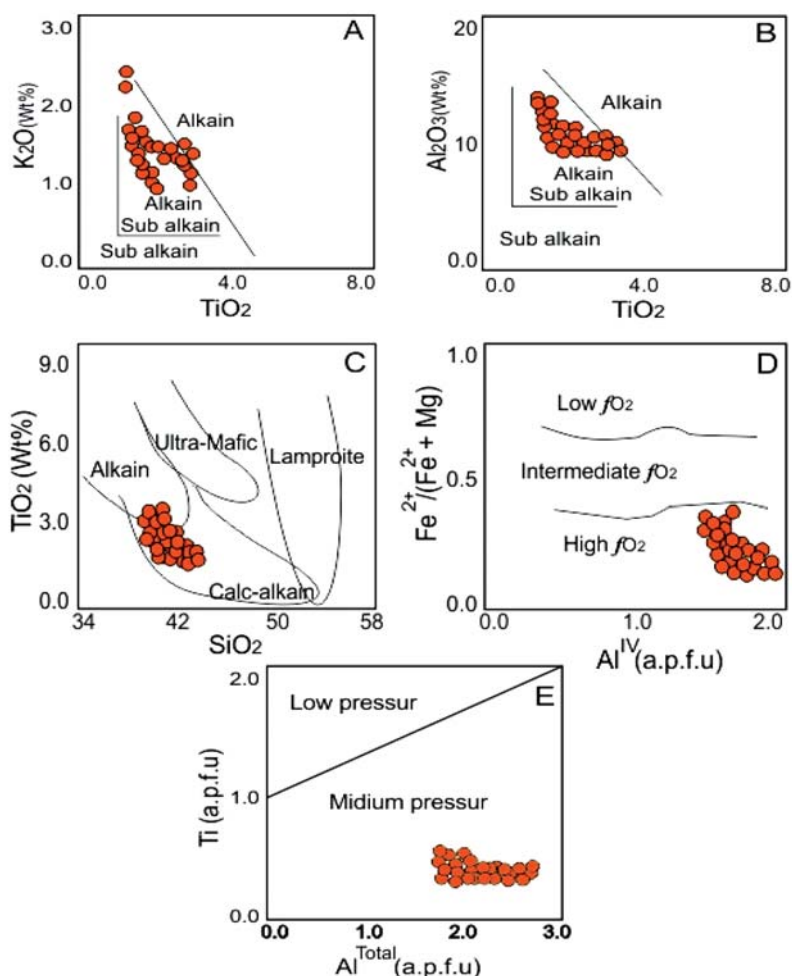 A
3.0
2.0
1.0
0.0
K2O(Wt%)
Alkain
Alkain
Sub alkain
Sub alkain
0.0 4.0 8.0
TiO2
B
20
10
0.0
Al2O3(Wt%)
Alkain
Alkain
Sub alkain
Sub alkain
0.0 4.0 8.0
TiO2
C
9.0
6.0
3.0
0.0
TiO2 (Wt%)
Ultra-Mafic
Alkain
Lamproite
Calc-alkain
34 42 50 58
SiO2
D
1.0
0.5
0.0
Fe2+/(Fe2+ + Mg)
Low fO2
Intermediate fO2
High fO2
0.0 1.0 2.0
AlIV(a.p.f.u)
E
2.0
1.0
0.0
Ti (a.p.f.u)
Low pressur
Midium pressur
0.0 1.0 2.0 3.0
AlTotal(a.p.f.u)